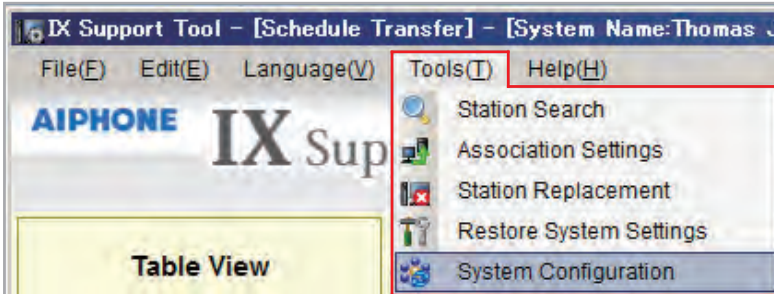 IX Support Tool - [Schedule Transfer] - [System Name:Thomas
File(F) Edit(E) Language(V) Tools(T) Help(H)
AIPHONE IX Sup
Station Search
Association Settings
Station Replacement
Restore System Settings
System Configuration
Table View